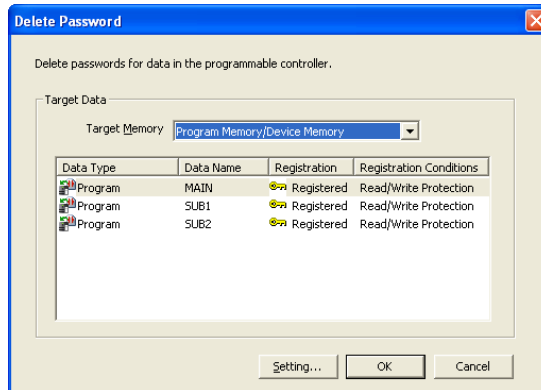 Delete Password
Delete passwords for data in the programmable controller.
Target Data
Target Memory Program Memory/Device Memory
Data Type Data Name Registration Registration Conditions
Program MAIN Registered Read/Write Protection
Program SUB1 Registered Read/Write Protection
Program SUB2 Registered Read/Write Protection
Setting... OK Cancel